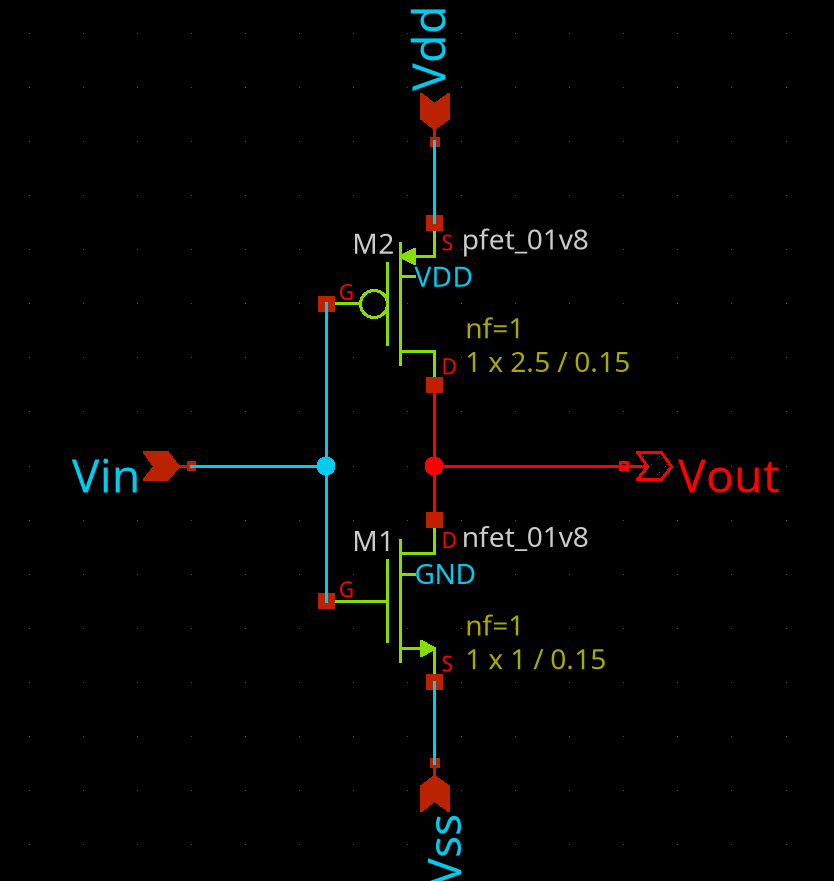 Vdd
M2
S
pfet_01v8
VDD
G
nf=1
1 x 2.5 / 0.15
D
Vin
Vout
M1
D
nfet_01v8
GND
G
nf=1
1 x 1 / 0.15
S
Vss